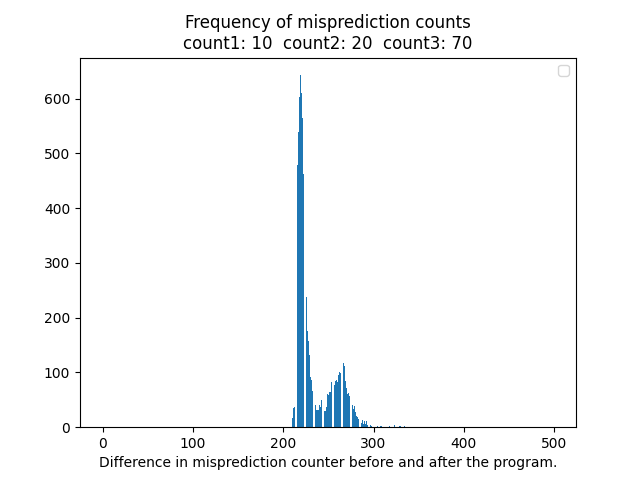 Frequency of misprediction counts
count1: 10  count2: 20  count3: 70
600
500
400
300
200
100
0
0 100 200 300 400 500
Difference in misprediction counter before and after the program.